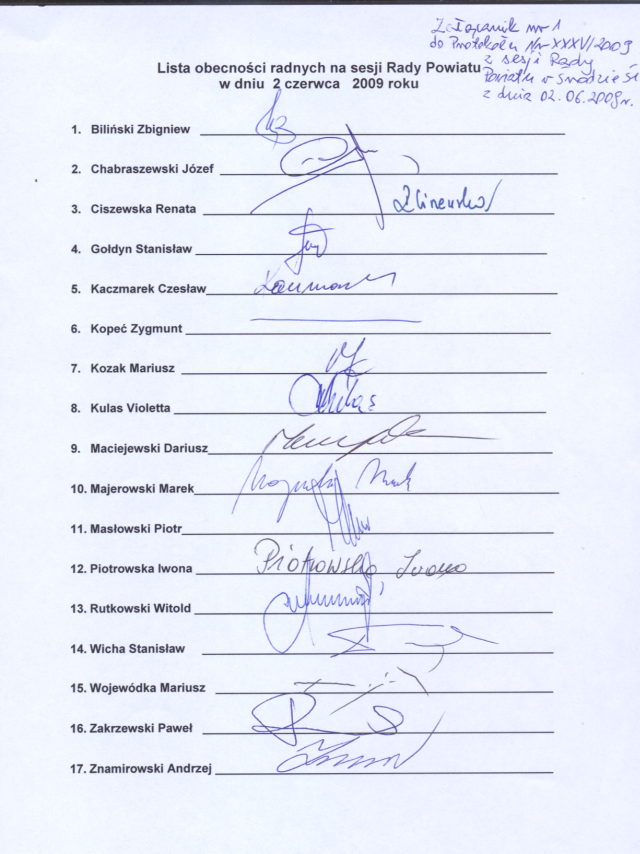 Załącznik nr 1
do Protokołu Nr XXXV/2009
z sesji Rady
Powiatu w Środzie Śl
z dnia 02.06.2009r.
Lista obecności radnych na sesji Rady Powiatu
w dniu 2 czerwca 2009 roku
1. Biliński Zbigniew
2. Chabraszewski Józef
3. Ciszewska Renata
4. Gołdyn Stanisław
5. Kaczmarek Czesław
6. Kopeć Zygmunt
7. Kozak Mariusz
8. Kulas Violetta
9. Maciejewski Dariusz
10. Majerowski Marek
11. Masłowski Piotr
12. Piotrowska Iwona Piotrowska Iwona
13. Rutkowski Witold
14. Wicha Stanisław
15. Wojewódka Mariusz
16. Zakrzewski Paweł
17. Znamirowski Andrzej